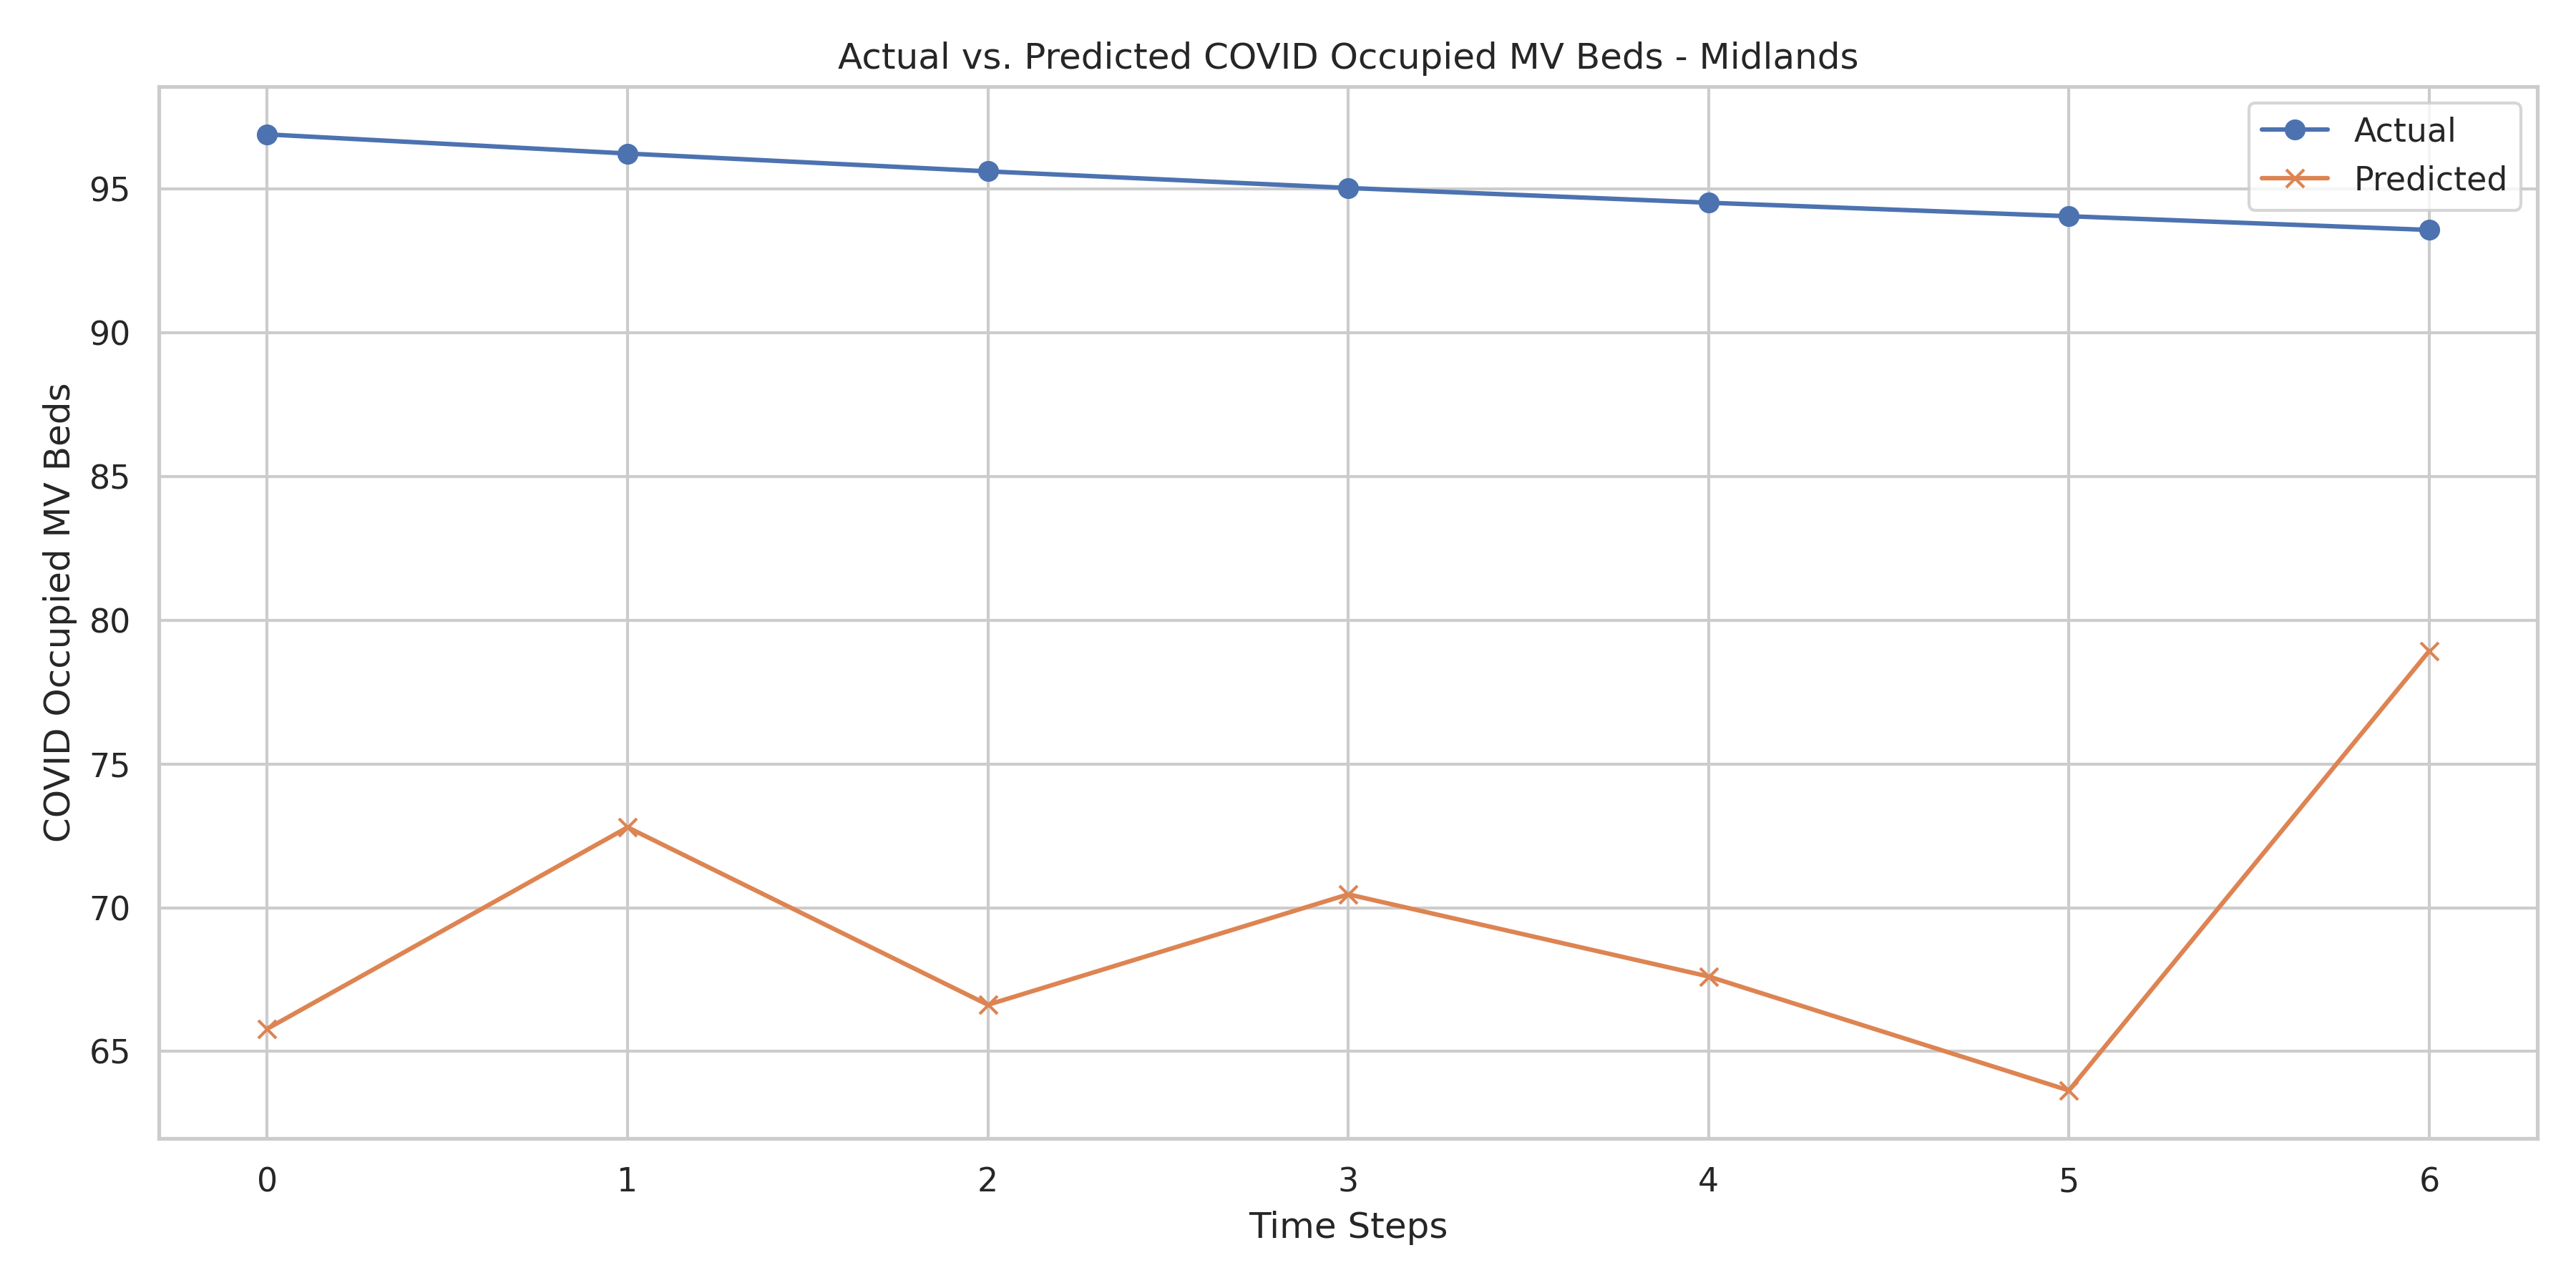 Actual vs. Predicted COVID Occupied MV Beds - Midlands
Actual
Predicted
COVID Occupied MV Beds
95
90
85
80
75
70
65
0 1 2 3 4 5 6
Time Steps